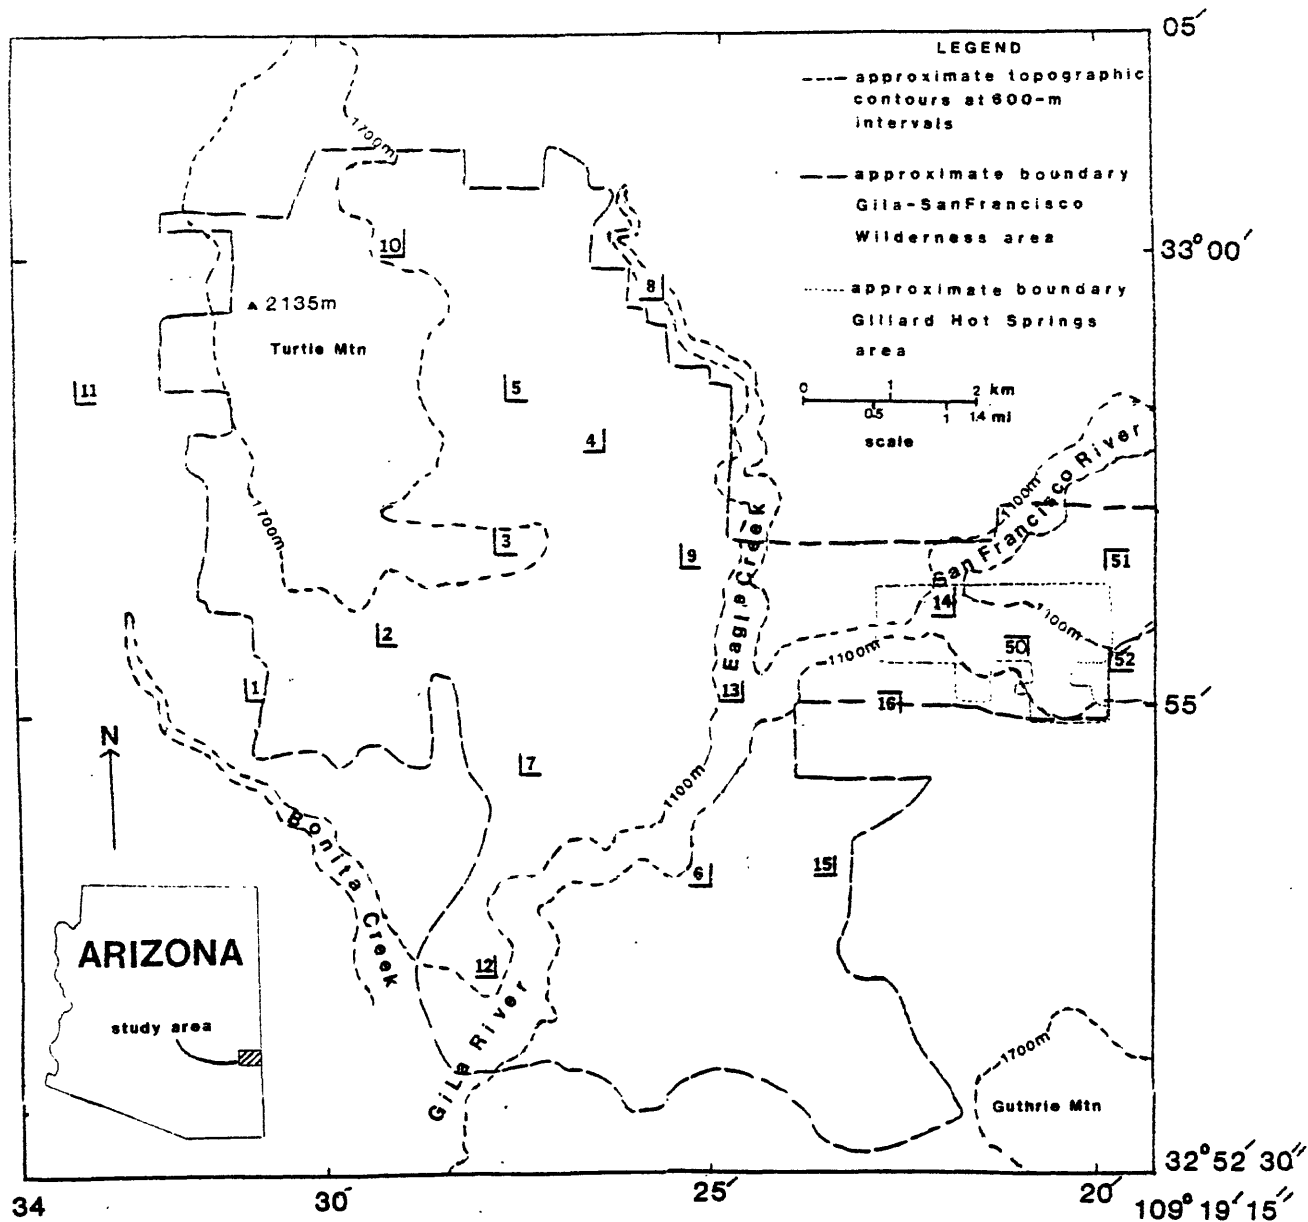 05′
LEGEND
approximate topographic
contours at 600-m
intervals
approximate boundary
Gila-SanFrancisco
Wilderness area
33° 00′
approximate boundary
Gillard Hot Springs
area
0 1 2 km
0.5 1 1.4 mi
scale
1700m
10
8
2135m
Turtle Mtn
11
5
4
San Francisco River
1100m
1700m
3
9
Eagle Creek
51
14
1100m
2
1100m
50
52
1
13
16
55′
N
7
1100m
Bonita Creek
6
15
ARIZONA
12
study area
Gila River
1700m
Guthrie Mtn
32° 52′ 30″
34
30′
25′
20′
109° 19′ 15″